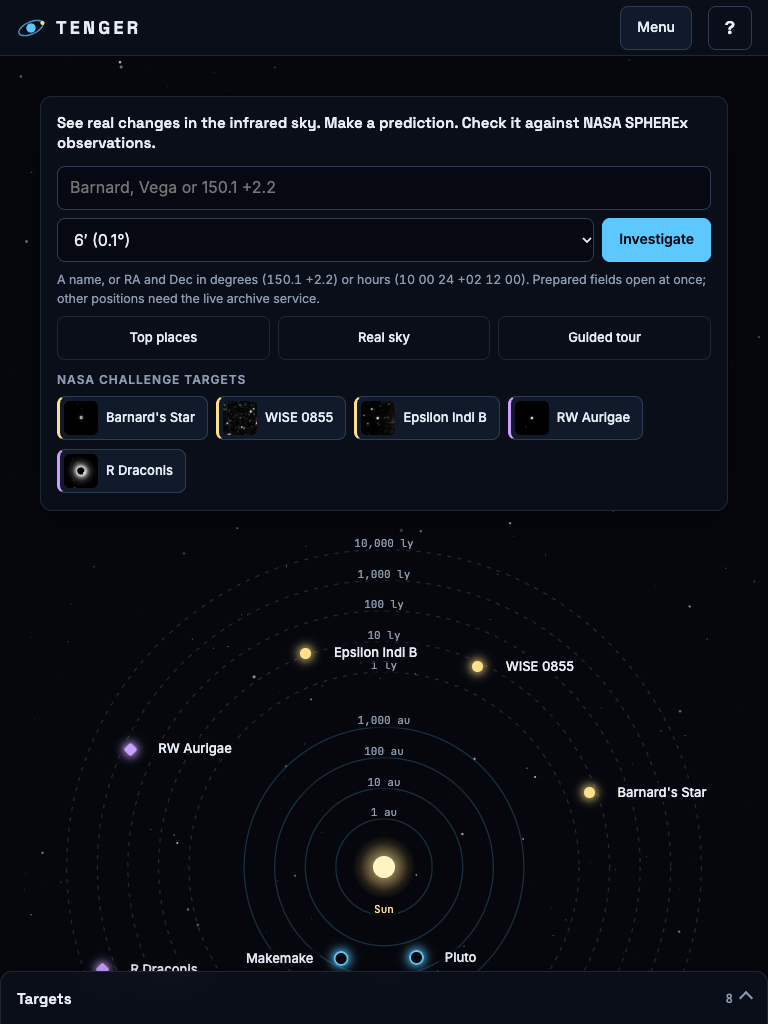 TENGER
Menu
?
See real changes in the infrared sky. Make a prediction. Check it against NASA SPHEREx
observations.
Barnard, Vega or 150.1 +2.2
6′ (0.1°)
Investigate
A name, or RA and Dec in degrees (150.1 +2.2) or hours (10 00 24 +02 12 00). Prepared fields open at once;
other positions need the live archive service.
Top places
Real sky
Guided tour
NASA CHALLENGE TARGETS
Barnard's Star
WISE 0855
Epsilon Indi B
RW Aurigae
R Draconis
10,000 ly
1,000 ly
100 ly
10 ly
Epsilon Indi B
1 ly
WISE 0855
1,000 au
RW Aurigae
100 au
10 au
Barnard's Star
1 au
Sun
Makemake
Pluto
R Draconis
Targets
8